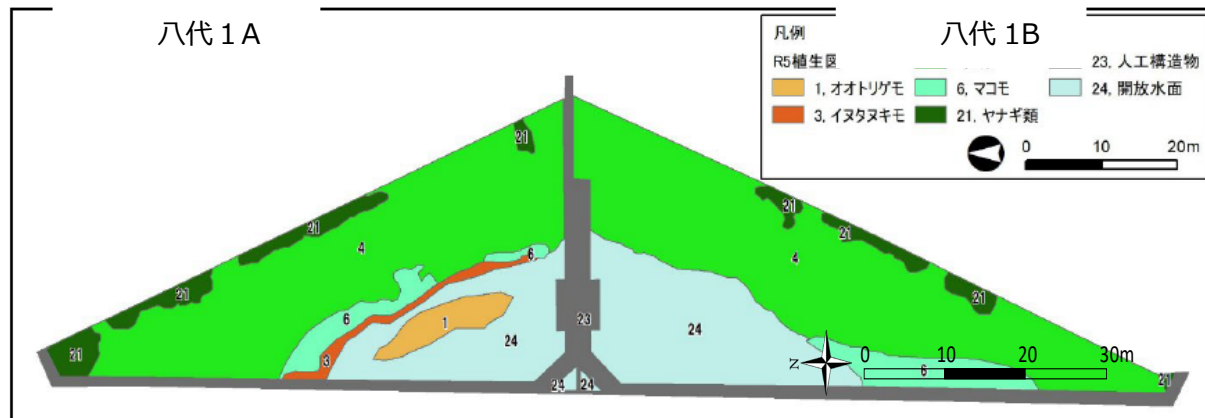 八代 1 A
八代 1B
凡例
R5植生図
1, オオトリゲモ
3, イヌタヌキモ
6, マコモ
21, ヤナギ類
23, 人工構造物
24, 開放水面
0 10 20m
21
21
21
21
4
6
6
3
1
24
23
24
24
24
21
21
21
4
6
21
N
0 10 20 30m